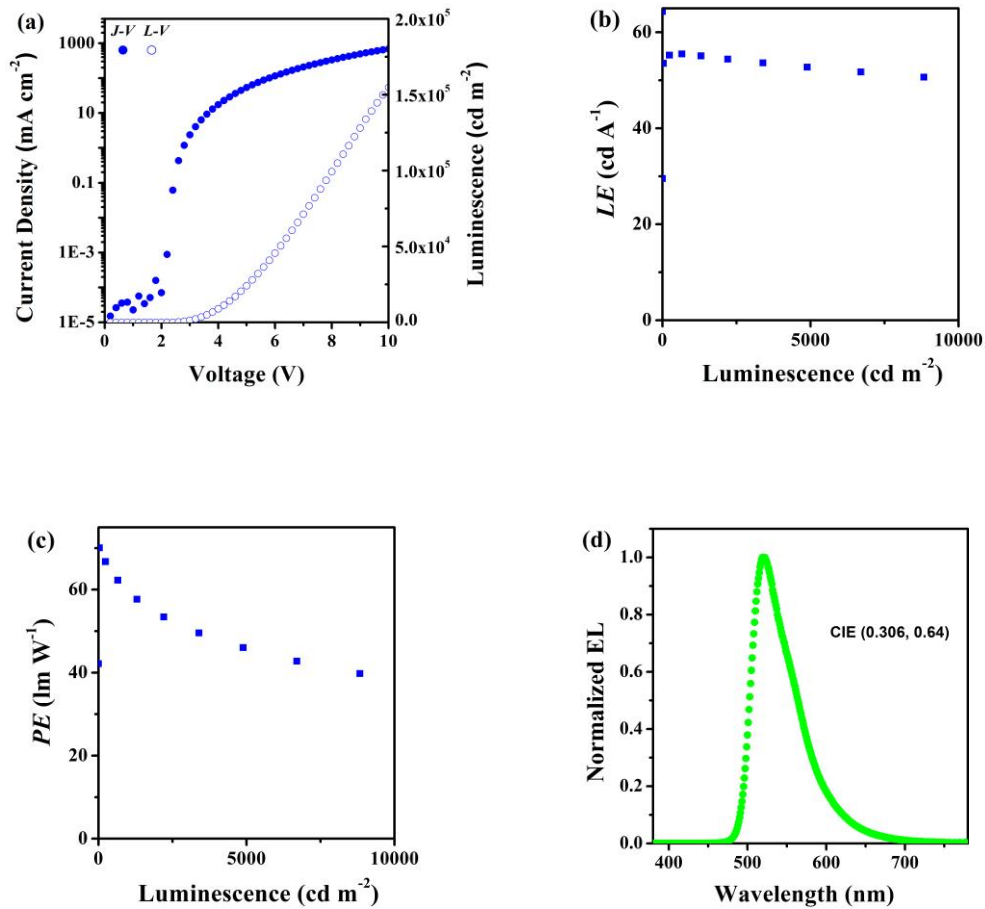 (a)
J-V L-V
1000
10
0.1
1E-3
1E-5
Current Density (mA cm-2)
0 2 4 6 8 10
Voltage (V)
2.0x10^5
1.5x10^5
1.0x10^5
5.0x10^4
0.0
Luminescence (cd m-2)
(b)
60
40
20
0
LE (cd A-1)
0 5000 10000
Luminescence (cd m-2)
(c)
60
40
20
0
PE (lm W-1)
0 5000 10000
Luminescence (cd m-2)
(d)
1.0
0.8
0.6
0.4
0.2
0.0
Normalized EL
CIE (0.306, 0.64)
400 500 600 700
Wavelength (nm)